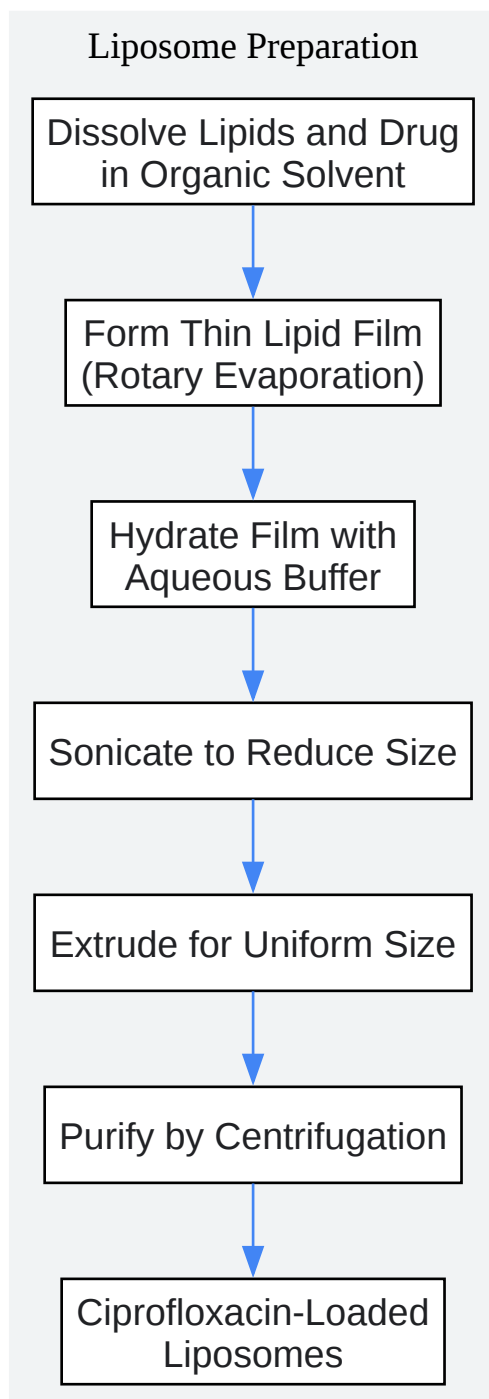 Liposome Preparation
Dissolve Lipids and Drug
in Organic Solvent
Form Thin Lipid Film
(Rotary Evaporation)
Hydrate Film with
Aqueous Buffer
Sonicate to Reduce Size
Extrude for Uniform Size
Purify by Centrifugation
Ciprofloxacin-Loaded
Liposomes